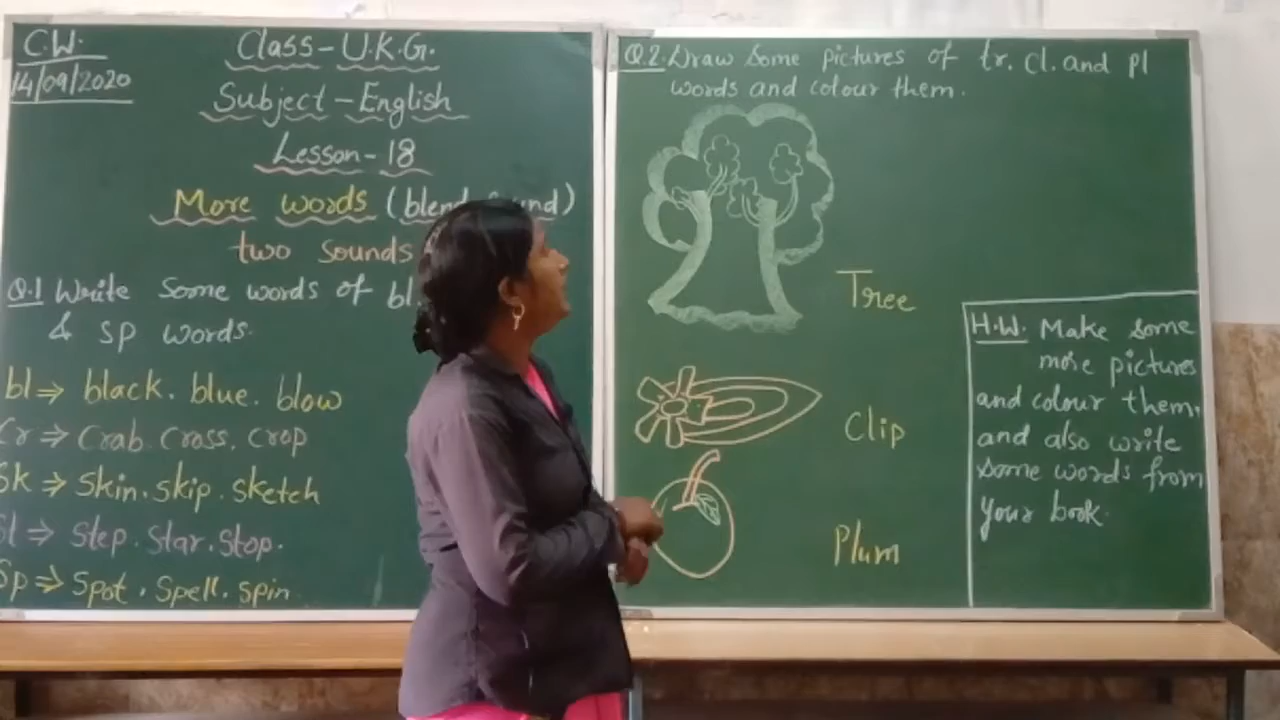 C.W.
14/09/2020
Class-U.K.G.
Subject-English
Lesson-18
More words (blend sound)
two sounds
Q.1 Write Some words of bl.
& sp words.
bl⇒ black. blue. blow
Cr⇒ Crab. Cross. Crop
Sk⇒ Skin. Skip. Sketch
St⇒ Step. Star. Stop.
Sp⇒ Spot. Spell. spin
Q.2. Draw Some pictures of tr. Cl. and pl
words and colour them.
Tree
Clip
Plum
H.W. Make some
more pictures
and colour them,
and also write
some words from
your book.